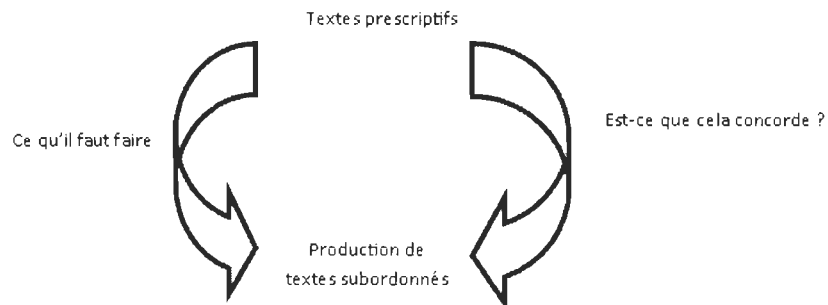 Textes prescriptifs
Ce qu'il faut faire
Est-ce que cela concorde ?
Production de
textes subordonnés